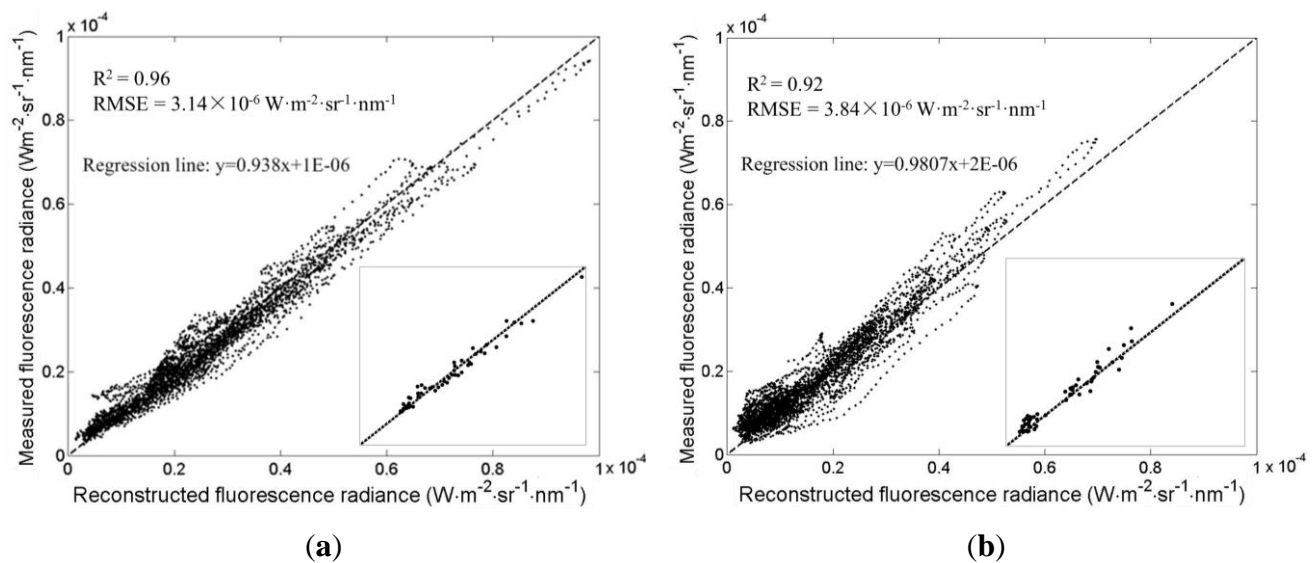 1 x 10⁻⁴
R² = 0.96
RMSE = 3.14×10⁻⁶ W·m⁻²·sr⁻¹·nm⁻¹
Regression line: y=0.938x+1E-06
Measured fluorescence radiance (Wm⁻²·sr⁻¹·nm⁻¹)
0.8
0.6
0.4
0.2
0
0 0.2 0.4 0.6 0.8 1 x 10⁻⁴
Reconstructed fluorescence radiance (W·m⁻²·sr⁻¹·nm⁻¹)
(a)
1 x 10⁻⁴
R² = 0.92
RMSE = 3.84×10⁻⁶ W·m⁻²·sr⁻¹·nm⁻¹
Regression line: y=0.9807x+2E-06
Measured fluorescence radiance (Wm⁻²·sr⁻¹·nm⁻¹)
0.8
0.6
0.4
0.2
0
0 0.2 0.4 0.6 0.8 1 x 10⁻⁴
Reconstructed fluorescence radiance (W·m⁻²·sr⁻¹·nm⁻¹)
(b)